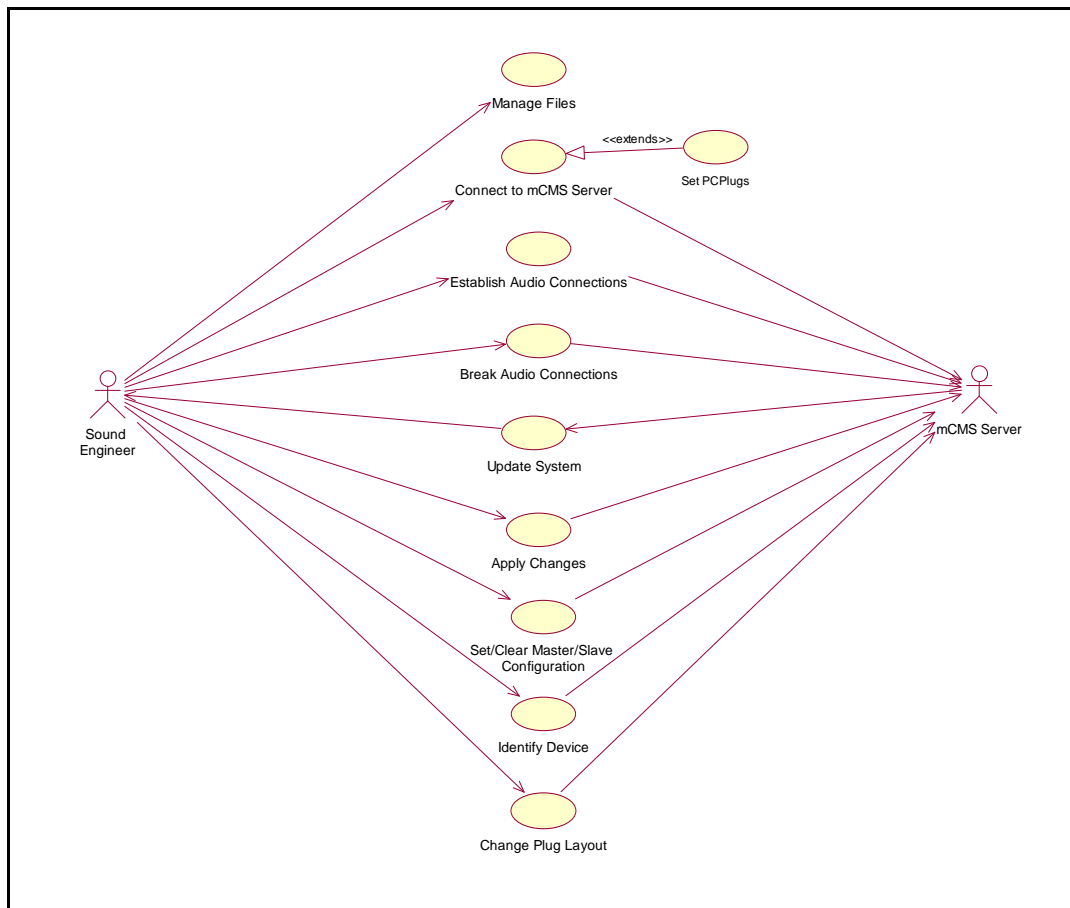 Manage Files
<<extends>>
Set PCPlugs
Connect to mCMS Server
Establish Audio Connections
Break Audio Connections
Sound
Engineer
mCMS Server
Update System
Apply Changes
Set/Clear Master/Slave
Configuration
Identify Device
Change Plug Layout